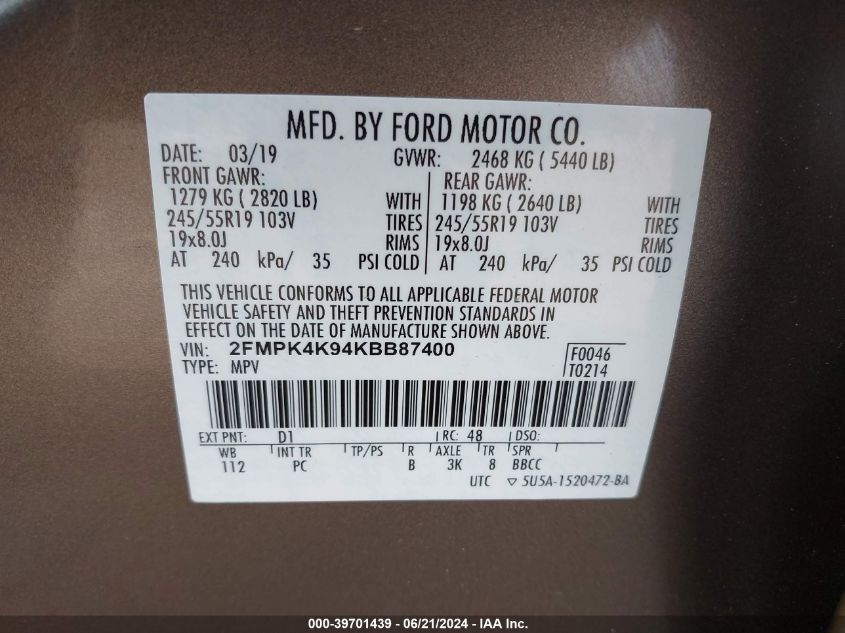 MFD. BY FORD MOTOR CO.
DATE: 03/19 GVWR: 2468 KG ( 5440 LB)
FRONT GAWR: REAR GAWR:
1279 KG ( 2820 LB) WITH 1198 KG ( 2640 LB) WITH
245/55R19 103V TIRES 245/55R19 103V TIRES
19x8.0J RIMS 19x8.0J RIMS
AT 240 kPa/ 35 PSI COLD AT 240 kPa/ 35 PSI COLD
THIS VEHICLE CONFORMS TO ALL APPLICABLE FEDERAL MOTOR
VEHICLE SAFETY AND THEFT PREVENTION STANDARDS IN
EFFECT ON THE DATE OF MANUFACTURE SHOWN ABOVE.
VIN: 2FMPK4K94KBB87400 F0046
TYPE: MPV T0214
EXT PNT: D1 RC: 48 DSO:
WB INT TR TP/PS R AXLE TR SPR
112 PC B 3K 8 BBCC
UTC ▽ 5U5A-1520472-BA
000-39701439 - 06/21/2024 - IAA Inc.